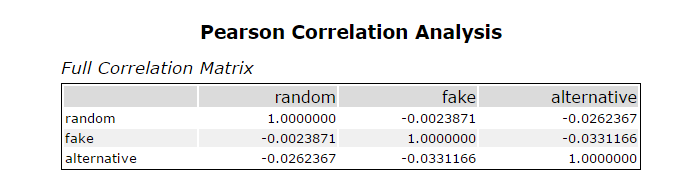 Pearson Correlation Analysis
Full Correlation Matrix
random fake alternative
random 1.0000000 -0.0023871 -0.0262367
fake -0.0023871 1.0000000 -0.0331166
alternative -0.0262367 -0.0331166 1.0000000